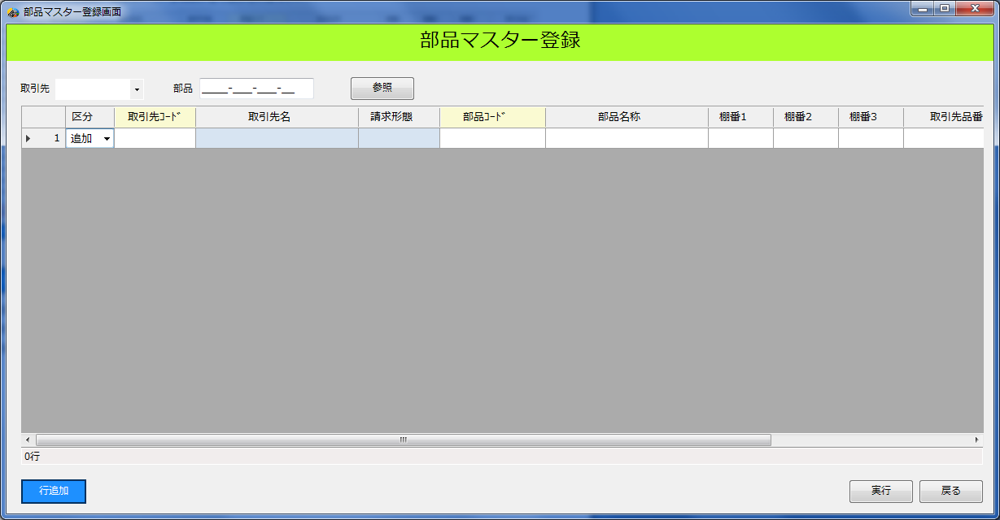 部品マスター登録画面
部品マスター登録
取引先 部品 _____-____-____-___ 参照
区分 取引先ｺｰﾄﾞ 取引先名 請求形態 部品ｺｰﾄﾞ 部品名称 棚番1 棚番2 棚番3 取引先品番
1 追加
0行
行追加 実行 戻る